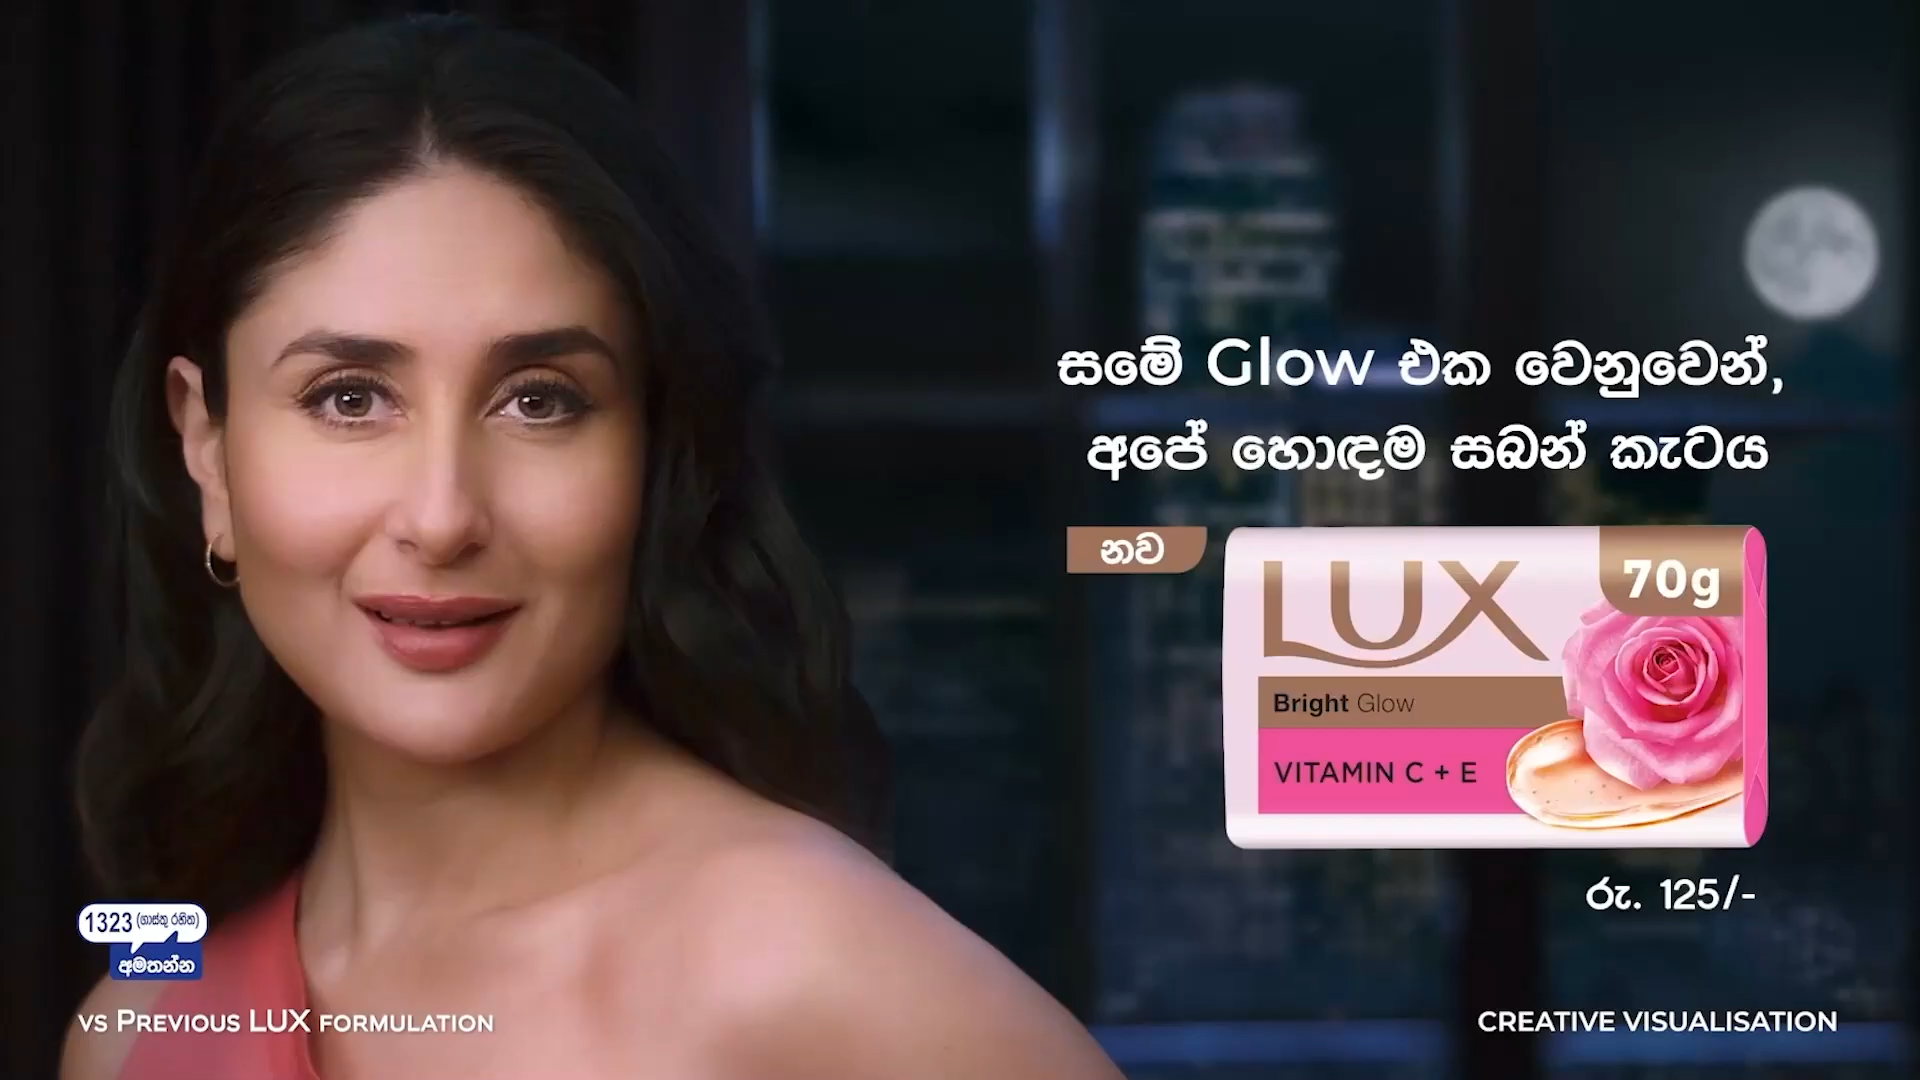 සමේ Glow එක වෙනුවෙන්,
අපේ හොඳම සබන් කැටය
නව
LUX
70g
Bright Glow
VITAMIN C + E
රු. 125/-
1323 (ගාස්තු රහිත)
අමතන්න
VS PREVIOUS LUX FORMULATION
CREATIVE VISUALISATION